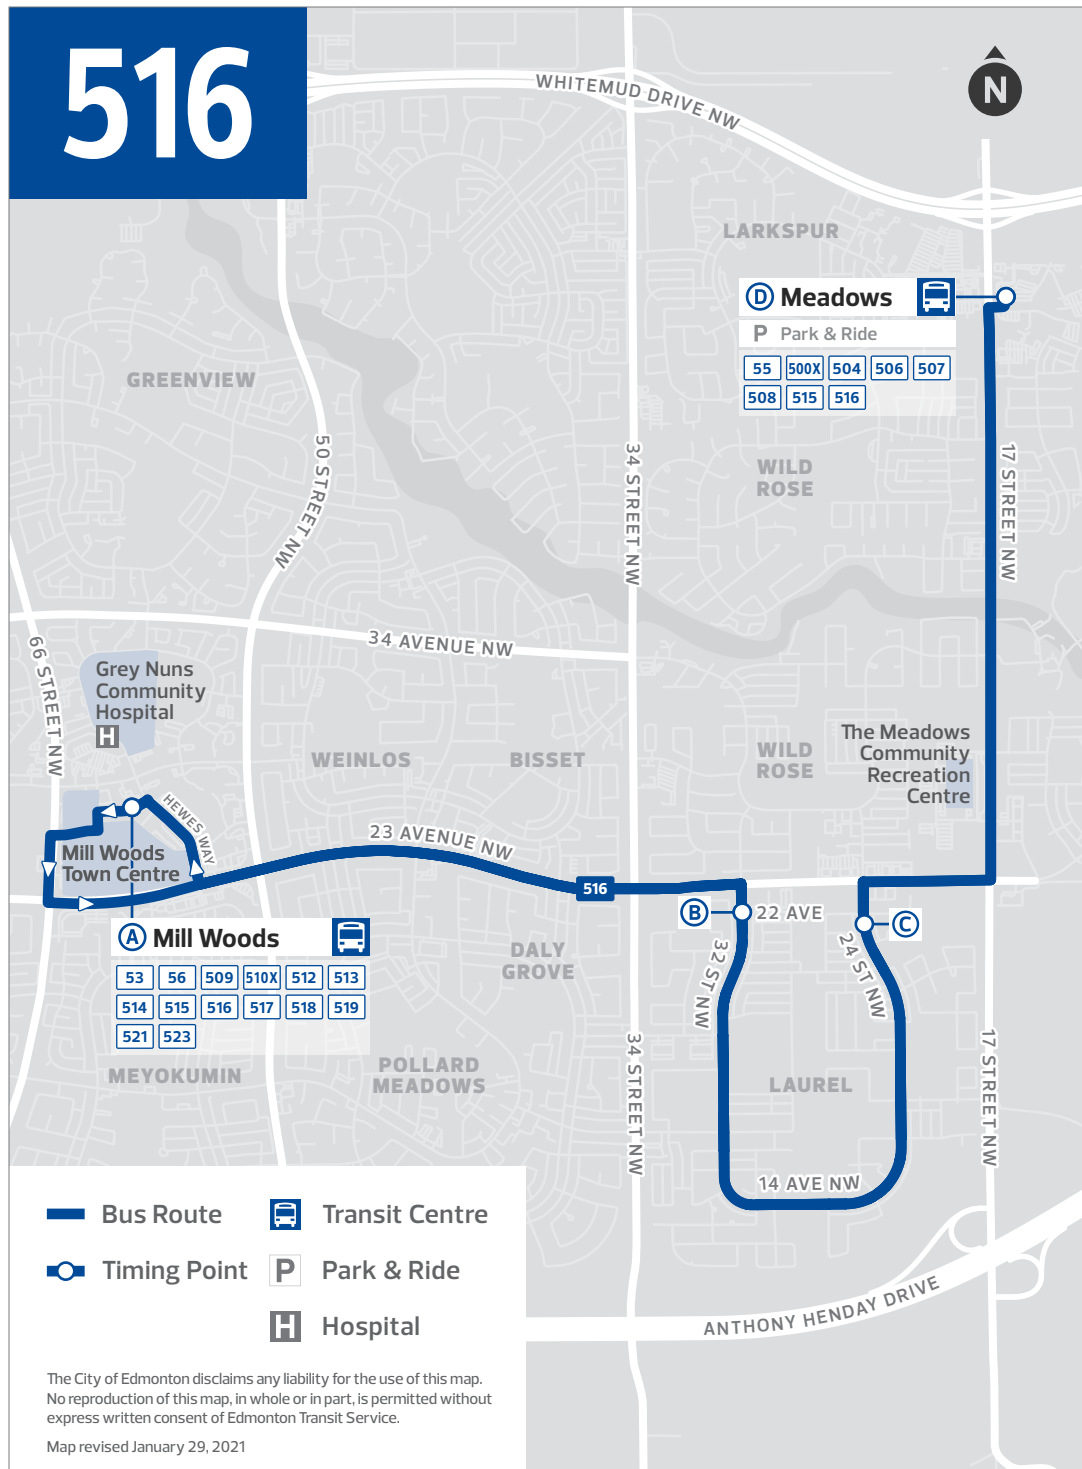 516
WHITEMUD DRIVE NW
N
LARKSPUR
D Meadows
P Park & Ride
55 500X 504 506 507
508 515 516
GREENVIEW
50 STREET NW
34 STREET NW
WILD
ROSE
17 STREET NW
34 AVENUE NW
66 STREET NW
Grey Nuns
Community
Hospital
H
WEINLOS
BISSET
WILD
ROSE
The Meadows
Community
Recreation
Centre
HEWES WAY
23 AVENUE NW
Mill Woods
Town Centre
516
B
22 AVE
C
A Mill Woods
53 56 509 510X 512 513
514 515 516 517 518 519
521 523
DALY
GROVE
32 ST NW
24 ST NW
MEYOKUMIN
POLLARD
MEADOWS
34 STREET NW
LAUREL
17 STREET NW
14 AVE NW
ANTHONY HENDAY DRIVE
Bus Route
Transit Centre
Timing Point
P Park & Ride
H Hospital
The City of Edmonton disclaims any liability for the use of this map.
No reproduction of this map, in whole or in part, is permitted without
express written consent of Edmonton Transit Service.
Map revised January 29, 2021